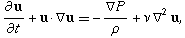 ∂u/∂t + u · ∇u = − ∇P/ρ + ν ∇² u,